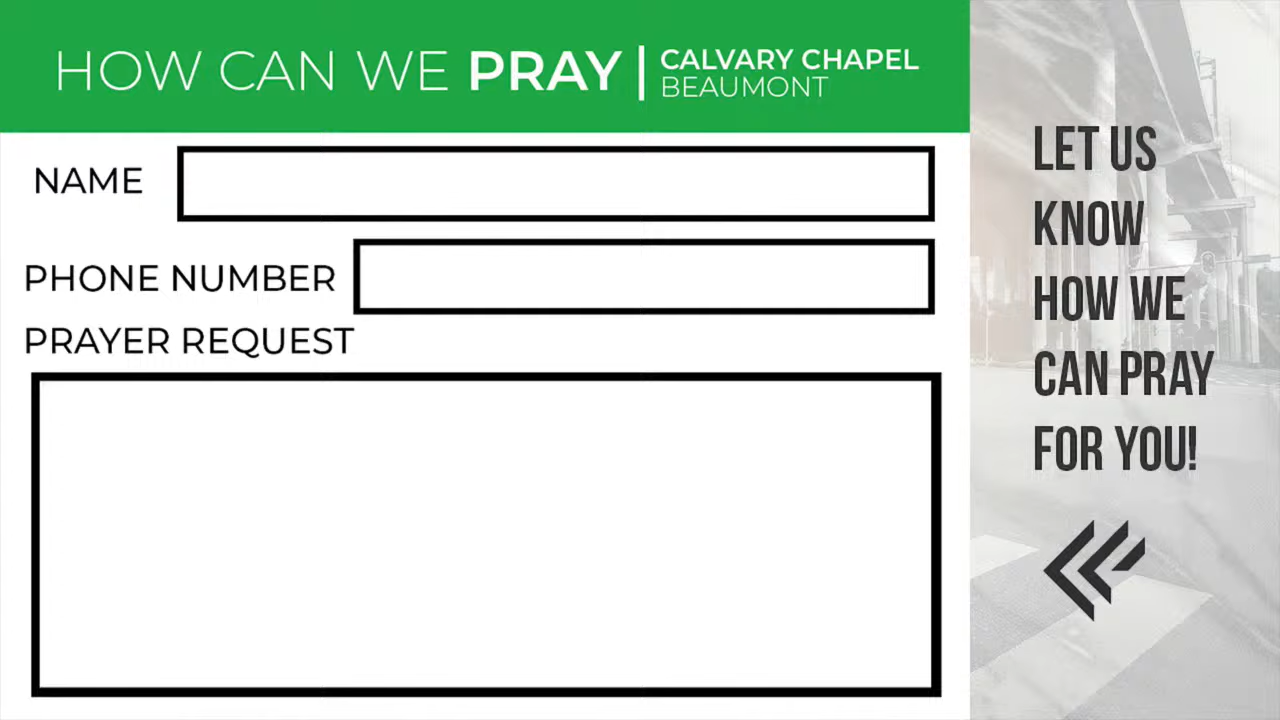 HOW CAN WE PRAY
CALVARY CHAPEL
BEAUMONT
NAME
PHONE NUMBER
PRAYER REQUEST
LET US
KNOW
HOW WE
CAN PRAY
FOR YOU!